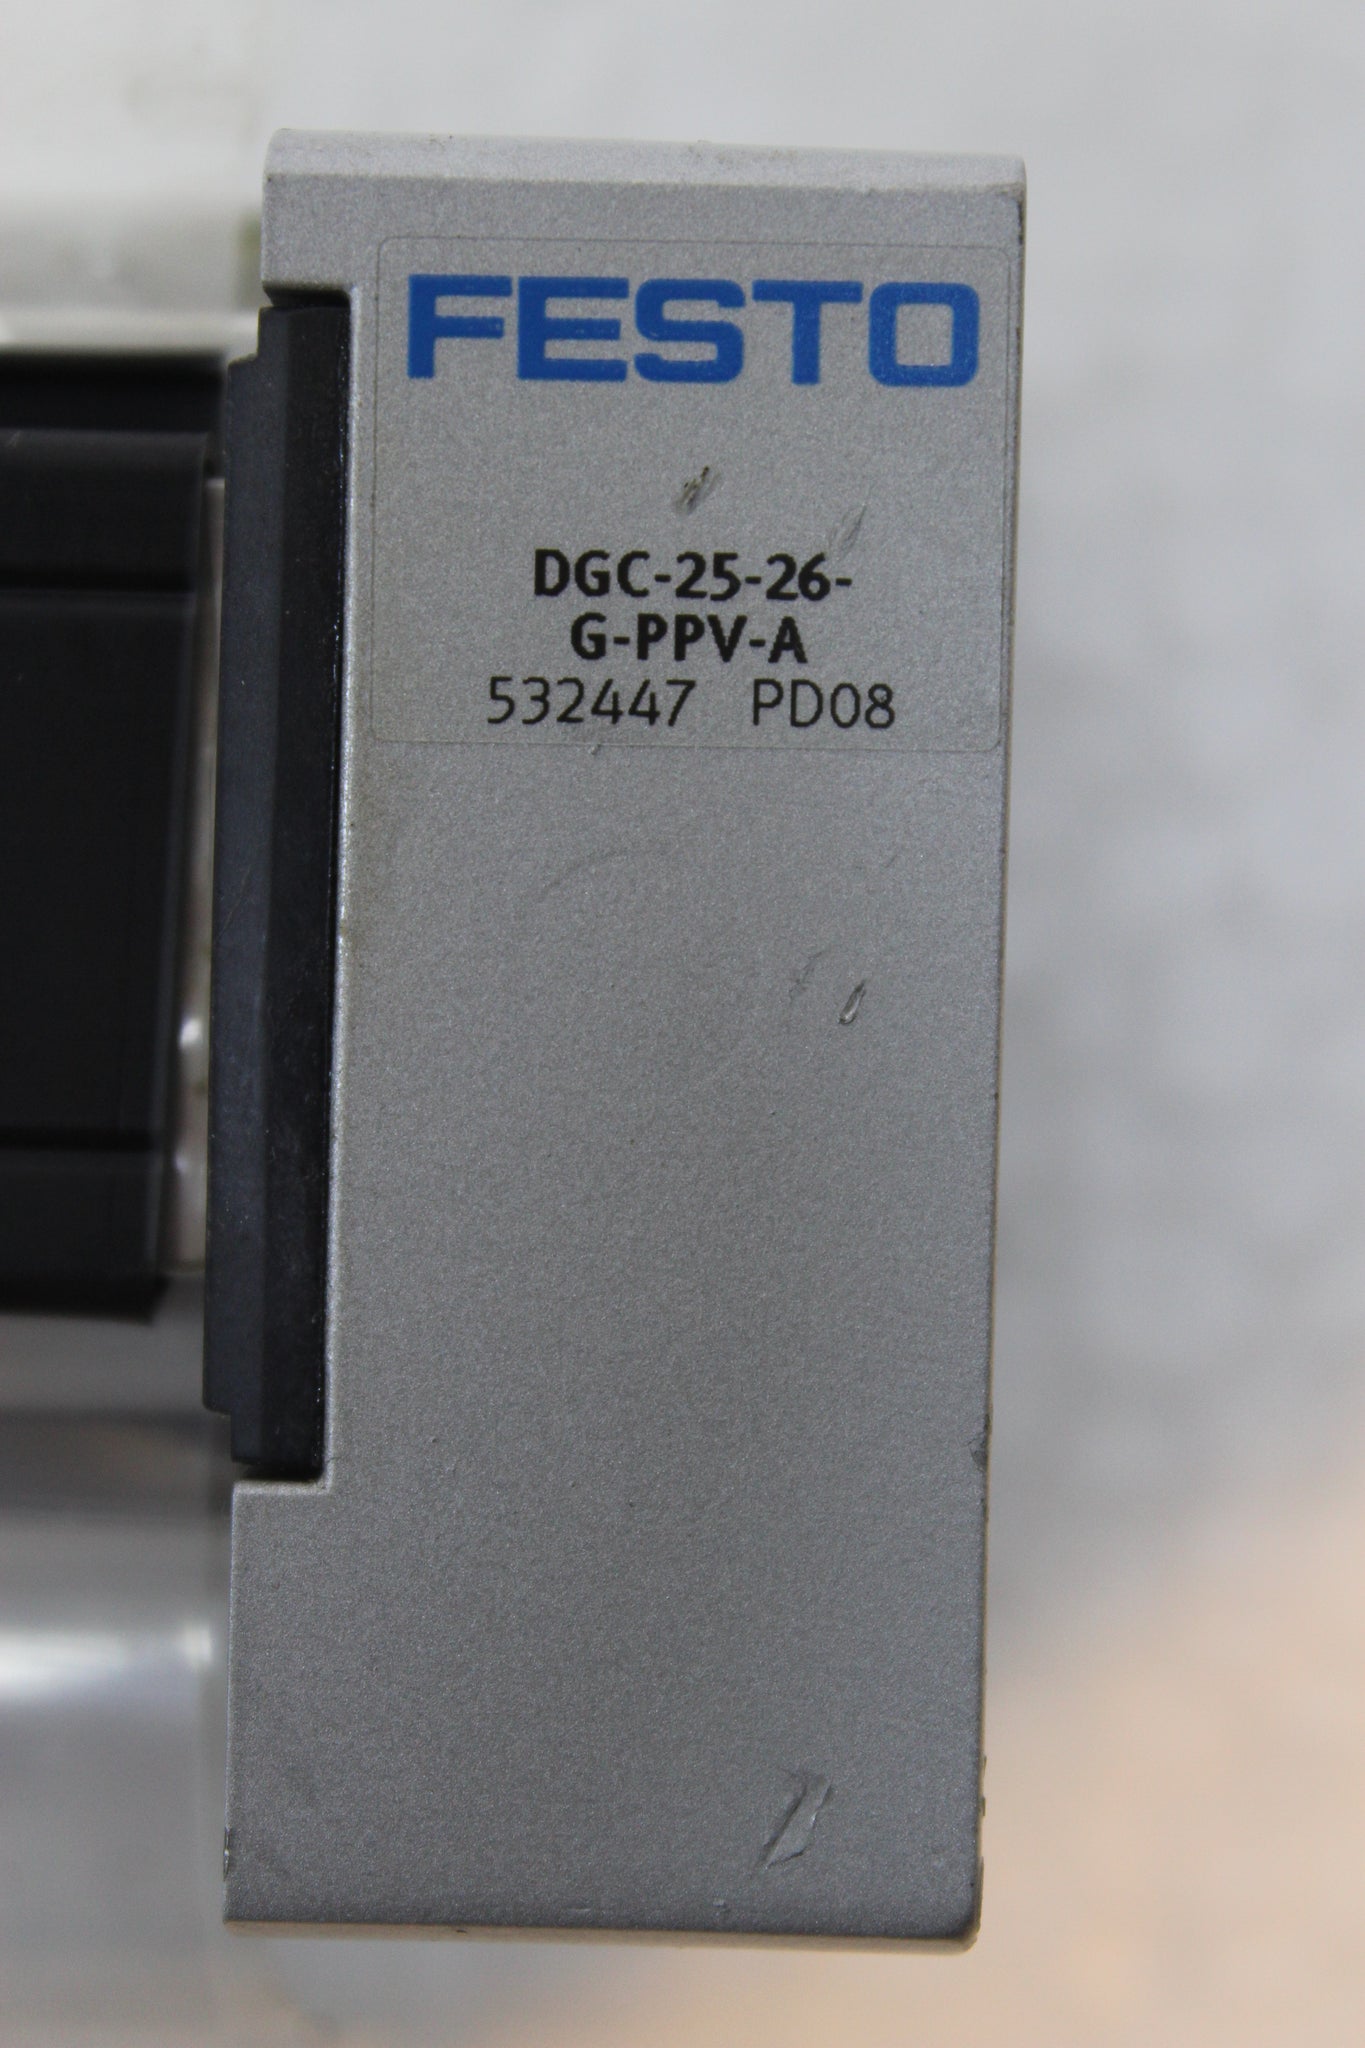 FESTO
DGC-25-26-
G-PPV-A
532447 PD08